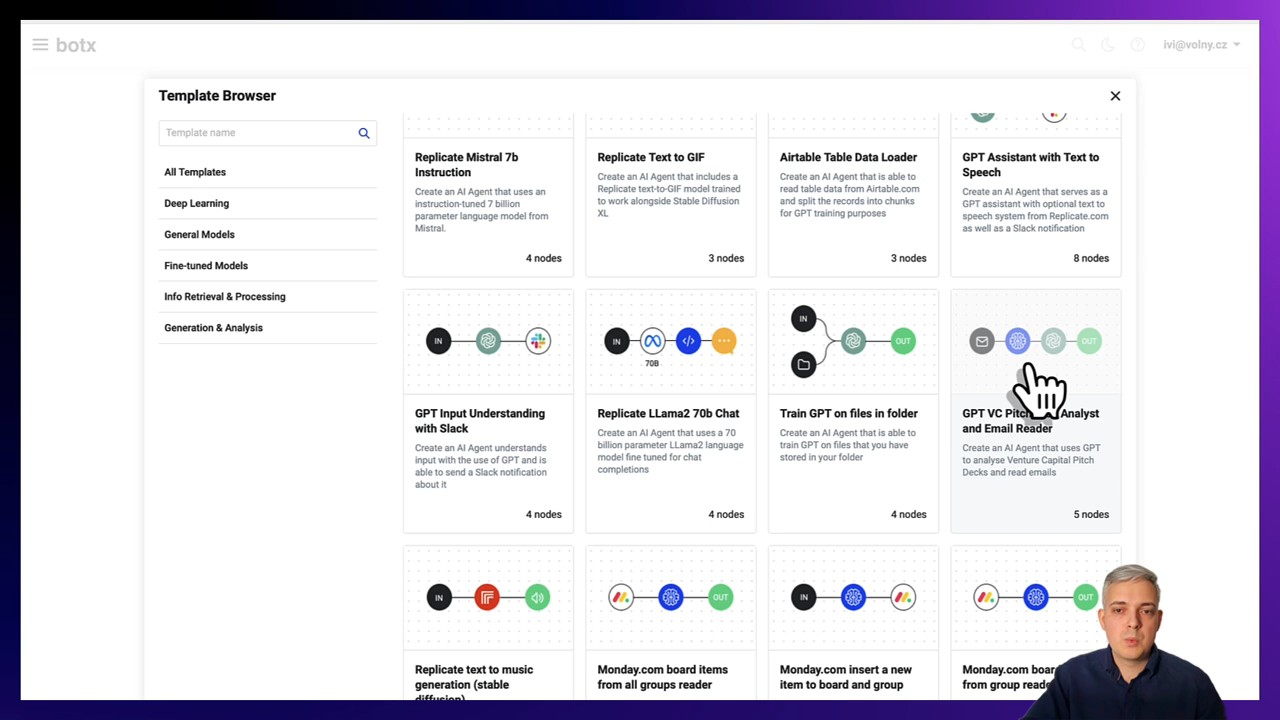 botx
ivi@volny.cz
Template Browser
Template name
All Templates
Deep Learning
General Models
Fine-tuned Models
Info Retrieval & Processing
Generation & Analysis
Replicate Mistral 7b
Instruction
Create an AI Agent that uses an
instruction-tuned 7 billion
parameter language model from
Mistral.
4 nodes
Replicate Text to GIF
Create an AI Agent that includes a
Replicate text-to-GIF model trained
to work alongside Stable Diffusion
XL
3 nodes
Airtable Table Data Loader
Create an AI Agent that is able to
read table data from Airtable.com
and split the records into chunks
for GPT training purposes
3 nodes
GPT Assistant with Text to
Speech
Create an AI Agent that serves as a
GPT assistant with optional text to
speech system from Replicate.com
as well as a Slack notification
8 nodes
IN
GPT Input Understanding
with Slack
Create an AI Agent understands
input with the use of GPT and is
able to send a Slack notification
about it
4 nodes
IN
70B
Replicate LLama2 70b Chat
Create an AI Agent that uses a 70
billion parameter LLama2 language
model fine tuned for chat
completions
4 nodes
IN
OUT
Train GPT on files in folder
Create an AI Agent that is able to
train GPT on files that you have
stored in your folder
4 nodes
OUT
GPT VC Analyst
and Email Reader
Create an AI Agent that uses GPT
to analyse Venture Capital Pitch
Decks and read emails
5 nodes
IN
Replicate text to music
generation (stable
diffusion)
OUT
Monday.com board items
from all groups reader
IN
Monday.com insert a new
item to board and group
OUT
from group